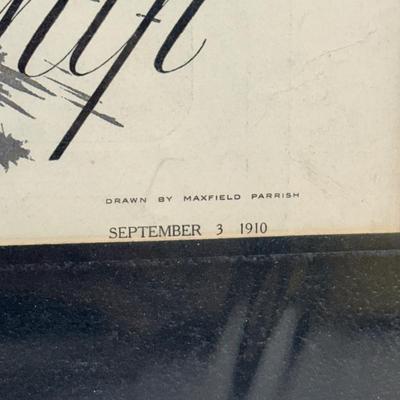 DRAWN BY MAXFIELD PARRISH
SEPTEMBER 3 1910